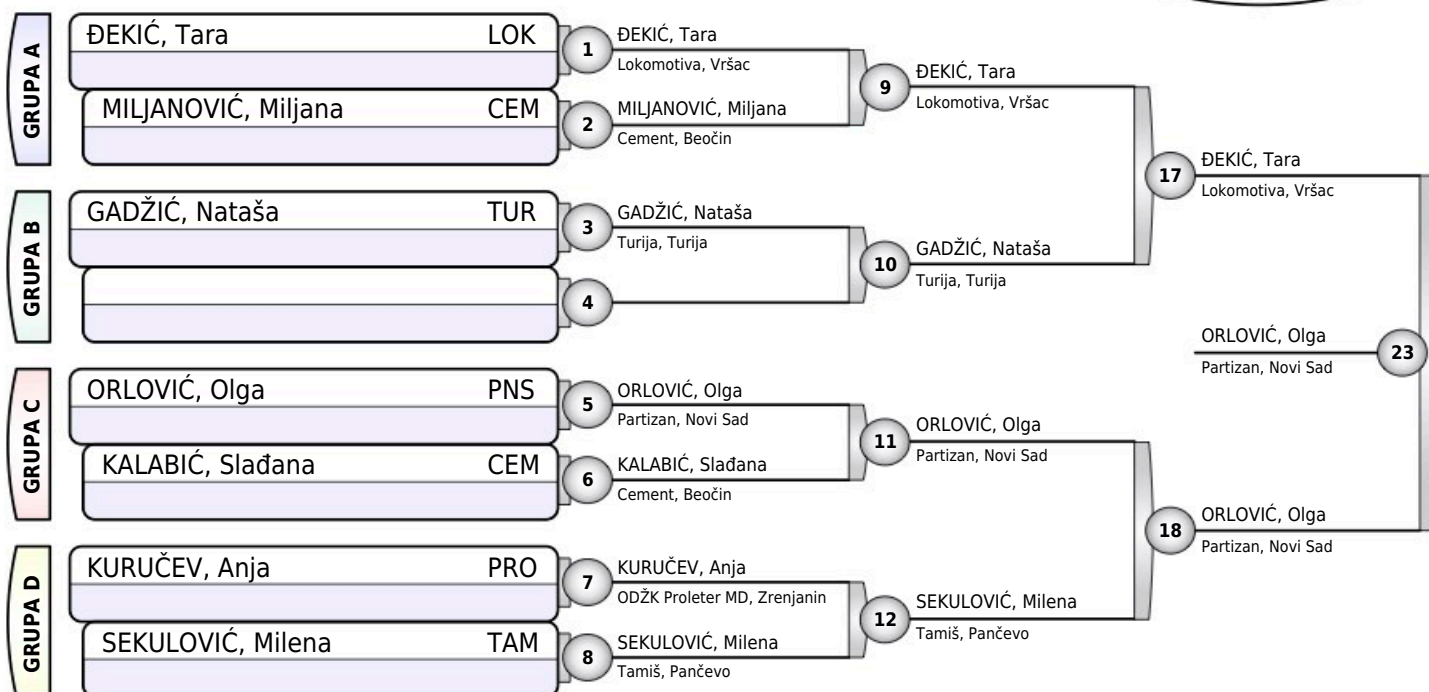 GRUPA A
ĐEKIĆ, Tara LOK
MILJANOVIĆ, Miljana CEM
GRUPA B
GADŽIĆ, Nataša TUR
GRUPA C
ORLOVIĆ, Olga PNS
KALABIĆ, Slađana CEM
GRUPA D
KURUČEV, Anja PRO
SEKULOVIĆ, Milena TAM
1
ĐEKIĆ, Tara
Lokomotiva, Vršac
2
MILJANOVIĆ, Miljana
Cement, Beočin
3
GADŽIĆ, Nataša
Turija, Turija
4
5
ORLOVIĆ, Olga
Partizan, Novi Sad
6
KALABIĆ, Slađana
Cement, Beočin
7
KURUČEV, Anja
ODŽK Proleter MD, Zrenjanin
8
SEKULOVIĆ, Milena
Tamiš, Pančevo
9
ĐEKIĆ, Tara
Lokomotiva, Vršac
10
GADŽIĆ, Nataša
Turija, Turija
11
ORLOVIĆ, Olga
Partizan, Novi Sad
12
SEKULOVIĆ, Milena
Tamiš, Pančevo
17
ĐEKIĆ, Tara
Lokomotiva, Vršac
18
ORLOVIĆ, Olga
Partizan, Novi Sad
ORLOVIĆ, Olga
Partizan, Novi Sad
23